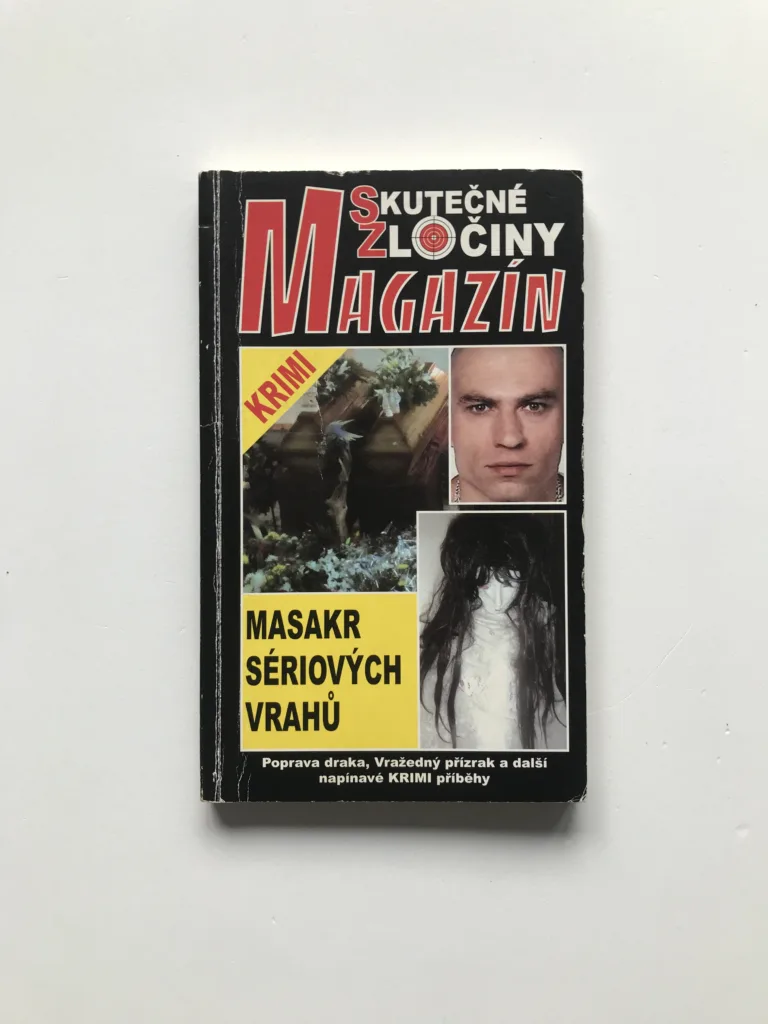 SKUTEČNÉ
ZLOČINY
MAGAZÍN
KRIMI
MASAKR
SÉRIOVÝCH
VRAHŮ
Poprava draka, Vražedný přízrak a další
napínavé KRIMI příběhy